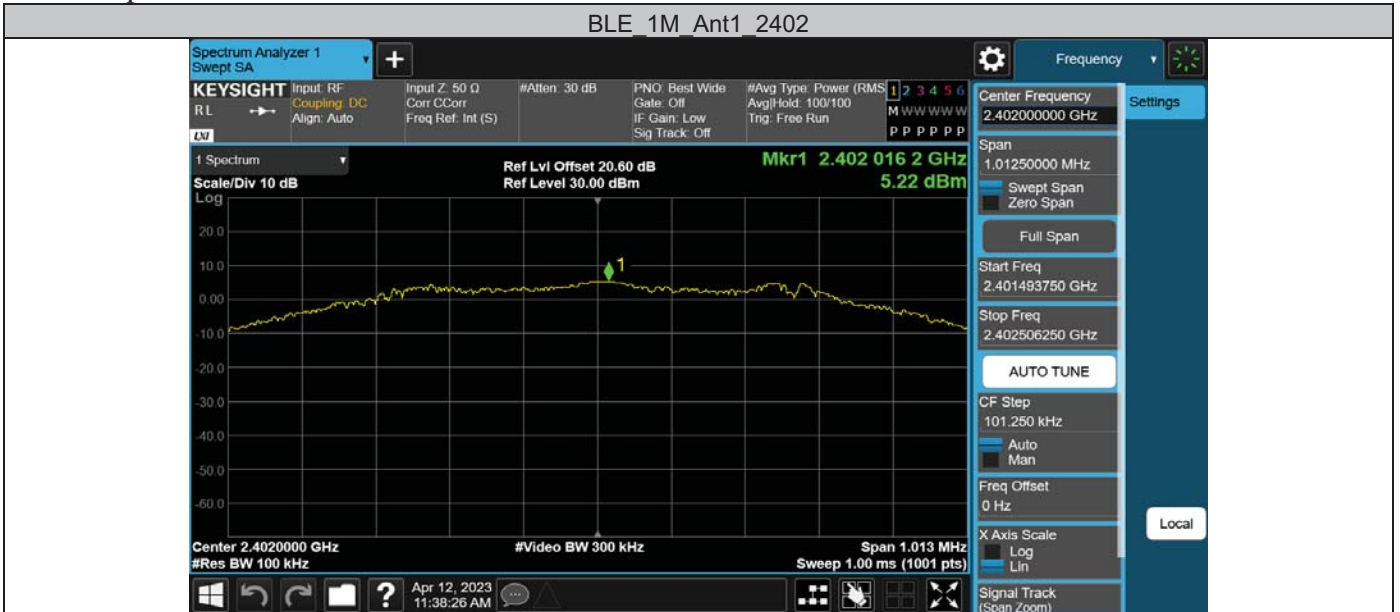 BLE_1M_Ant1_2402
Spectrum Analyzer 1
Swept SA
+
Frequency
KEYSIGHT
RL
LXI
Input: RF
Coupling: DC
Align: Auto
Input Z: 50 Ω
Corr CCorr
Freq Ref: Int (S)
#Atten: 30 dB
PNO: Best Wide
Gate: Off
IF Gain: Low
Sig Track: Off
#Avg Type: Power (RMS
Avg|Hold: 100/100
Trig: Free Run
1 2 3 4 5 6
M W W W W W
P P P P P P
1 Spectrum
Scale/Div 10 dB
Ref Lvl Offset 20.60 dB
Ref Level 30.00 dBm
Mkr1 2.402 016 2 GHz
5.22 dBm
Log
20.0
10.0
0.00
-10.0
-20.0
-30.0
-40.0
-50.0
-60.0
1
Center 2.4020000 GHz
#Res BW 100 kHz
#Video BW 300 kHz
Span 1.013 MHz
Sweep 1.00 ms (1001 pts)
?
Apr 12, 2023
11:38:26 AM
Center Frequency
2.402000000 GHz
Span
1.01250000 MHz
Swept Span
Zero Span
Full Span
Start Freq
2.401493750 GHz
Stop Freq
2.402506250 GHz
AUTO TUNE
CF Step
101.250 kHz
Auto
Man
Freq Offset
0 Hz
X Axis Scale
Log
Lin
Signal Track
(Span Zoom)
Settings
Local